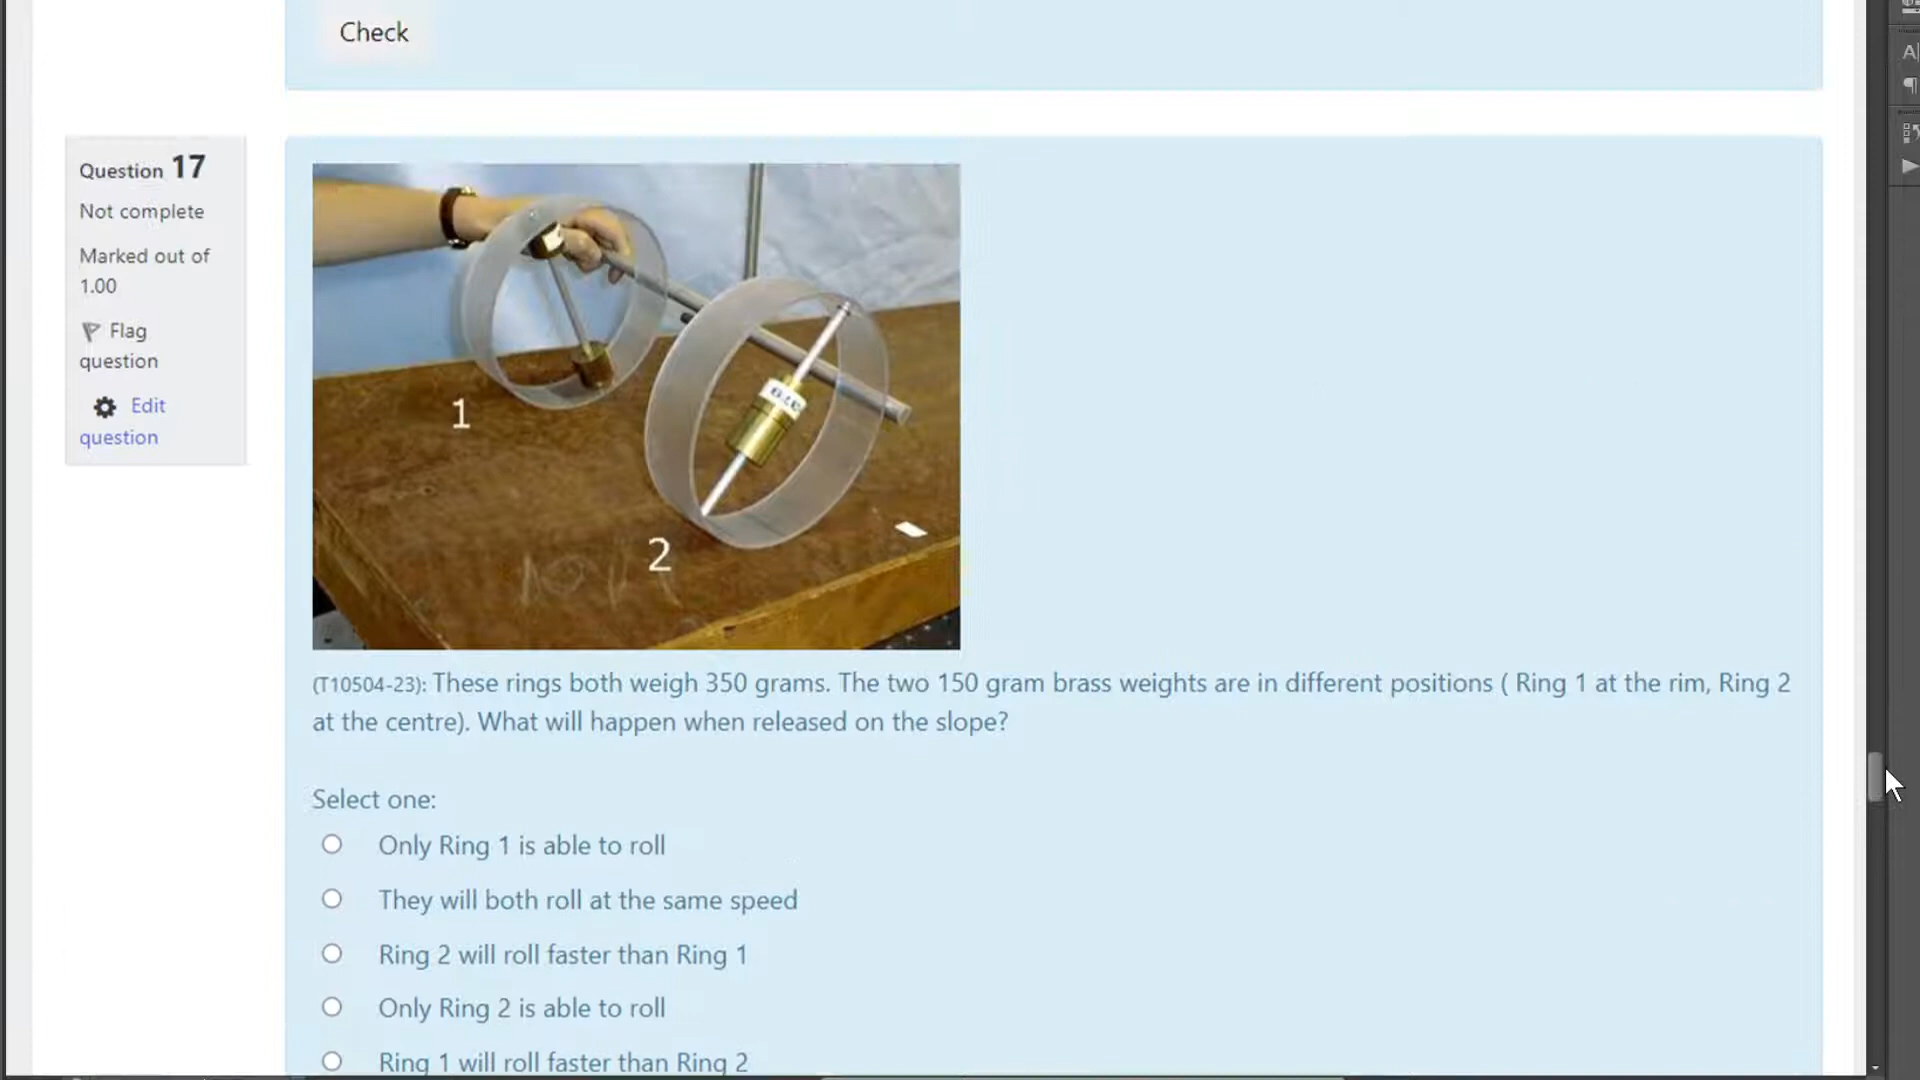 Check
Question 17
Not complete
Marked out of
1.00
Flag
question
Edit
question
1
2
(T10504-23): These rings both weigh 350 grams. The two 150 gram brass weights are in different positions ( Ring 1 at the rim, Ring 2
at the centre). What will happen when released on the slope?
Select one:
Only Ring 1 is able to roll
They will both roll at the same speed
Ring 2 will roll faster than Ring 1
Only Ring 2 is able to roll
Ring 1 will roll faster than Ring 2